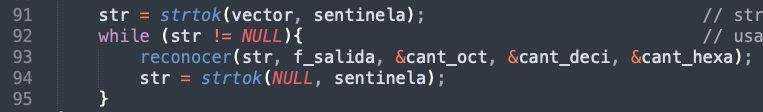 91 str = strtok(vector, sentinela); // str
92 while (str != NULL){ // usa
93 reconocer(str, f_salida, &cant_oct, &cant_deci, &cant_hexa);
94 str = strtok(NULL, sentinela);
95 }